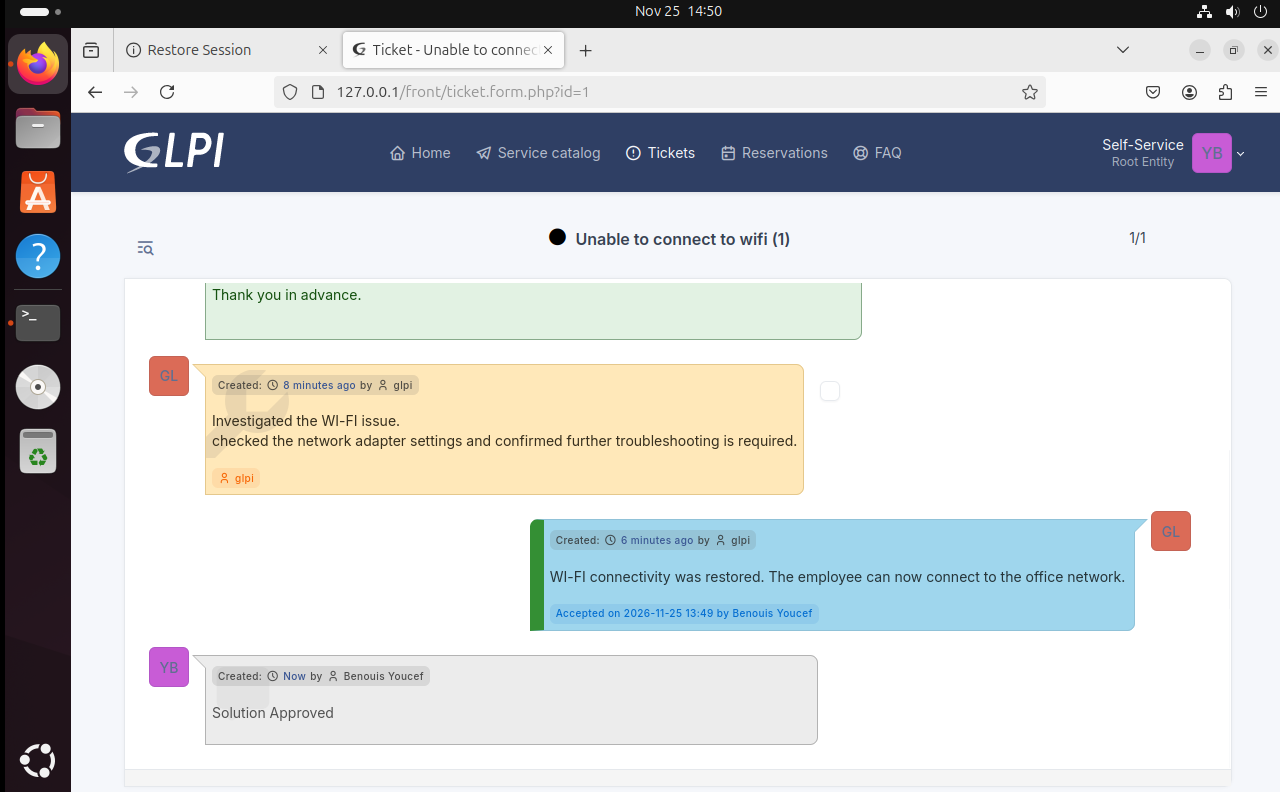 Nov 25 14:50
Restore Session
Ticket - Unable to connec
127.0.0.1/front/ticket.form.php?id=1
GLPI
Home
Service catalog
Tickets
Reservations
FAQ
Self-Service
Root Entity
YB
Unable to connect to wifi (1)
1/1
Thank you in advance.
GL
Created: 8 minutes ago by glpi
Investigated the WI-FI issue.
checked the network adapter settings and confirmed further troubleshooting is required.
glpi
GL
Created: 6 minutes ago by glpi
WI-FI connectivity was restored. The employee can now connect to the office network.
Accepted on 2026-11-25 13:49 by Benouis Youcef
YB
Created: Now by Benouis Youcef
Solution Approved